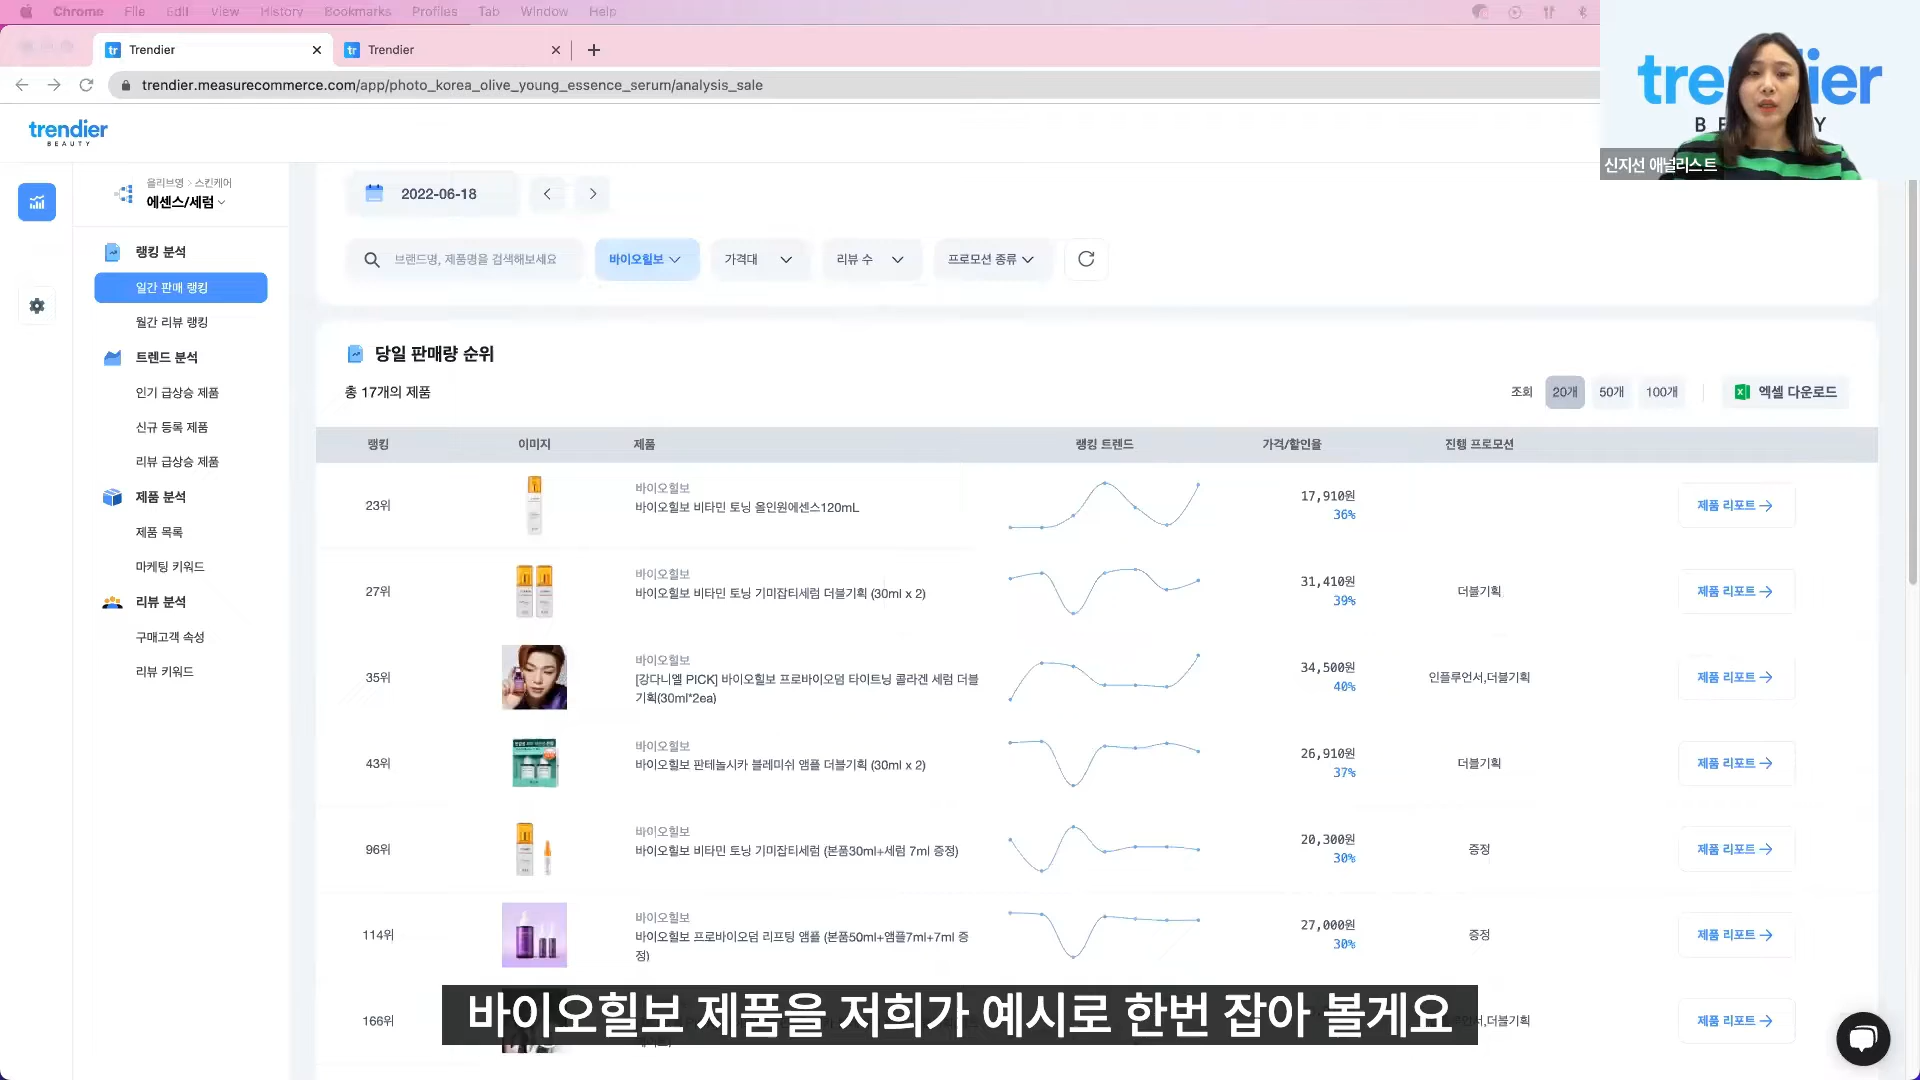 Chrome File Edit View History Bookmarks Profiles Tab Window Help
Trendier
Trendier
trendier.measurecommerce.com/app/photo_korea_olive_young_essence_serum/analysis_sale
신지선 애널리스트
trendier
BEAUTY
올리브영 > 스킨케어
에센스/세럼
랭킹 분석
일간 판매 랭킹
월간 리뷰 랭킹
트렌드 분석
인기 급상승 제품
신규 등록 제품
리뷰 급상승 제품
제품 분석
제품 목록
마케팅 키워드
리뷰 분석
구매고객 속성
리뷰 키워드
2022-06-18
브랜드명, 제품명을 검색해보세요 바이오힐보 가격대 리뷰 수 프로모션 종류
당일 판매량 순위
총 17개의 제품
조회 20개 50개 100개 엑셀 다운로드
랭킹 이미지 제품 랭킹 트렌드 가격/할인율 진행 프로모션
23위
바이오힐보
바이오힐보 비타민 토닝 올인원에센스120mL
17,910원
36%
제품 리포트
27위
바이오힐보
바이오힐보 비타민 토닝 기미잡티세럼 더블기획 (30ml x 2)
31,410원
39%
더블기획
제품 리포트
35위
바이오힐보
[강다니엘 PICK] 바이오힐보 프로바이오덤 타이트닝 콜라겐 세럼 더블
기획(30ml*2ea)
34,500원
40%
인플루언서,더블기획
제품 리포트
43위
바이오힐보
바이오힐보 판테놀시카 블레미쉬 앰플 더블기획 (30ml x 2)
26,910원
37%
더블기획
제품 리포트
96위
바이오힐보
바이오힐보 비타민 토닝 기미잡티세럼 (본품30ml+세럼 7ml 증정)
20,300원
30%
증정
제품 리포트
114위
바이오힐보
바이오힐보 프로바이오덤 리프팅 앰플 (본품50ml+앰플7ml+7ml 증
정)
27,000원
30%
증정
제품 리포트
166위
서,더블기획
제품 리포트
바이오힐보 제품을 저희가 예시로 한번 잡아 볼게요